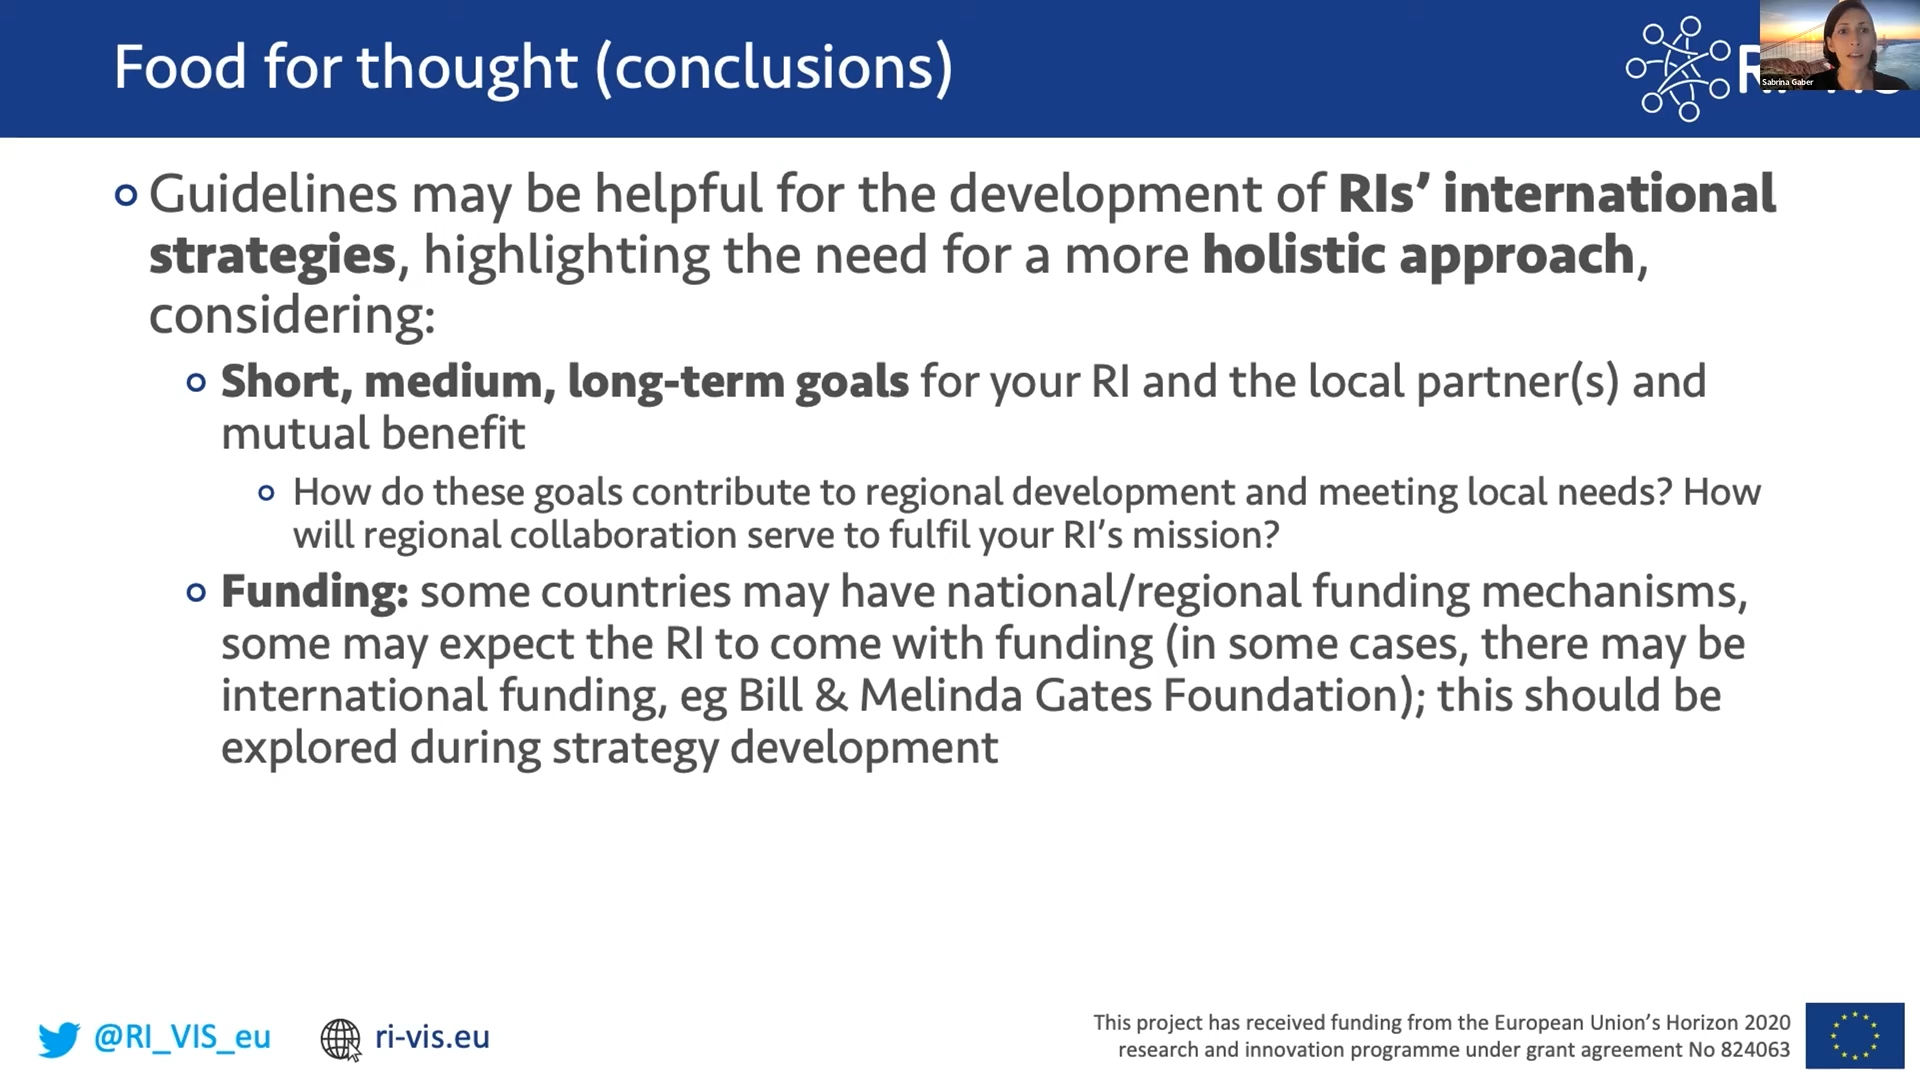 Food for thought (conclusions)
Sabrina Gaber
Guidelines may be helpful for the development of RIs’ international
strategies, highlighting the need for a more holistic approach,
considering:
Short, medium, long-term goals for your RI and the local partner(s) and
mutual benefit
How do these goals contribute to regional development and meeting local needs? How
will regional collaboration serve to fulfil your RI’s mission?
Funding: some countries may have national/regional funding mechanisms,
some may expect the RI to come with funding (in some cases, there may be
international funding, eg Bill & Melinda Gates Foundation); this should be
explored during strategy development
@RI_VIS_eu
ri-vis.eu
This project has received funding from the European Union’s Horizon 2020
research and innovation programme under grant agreement No 824063